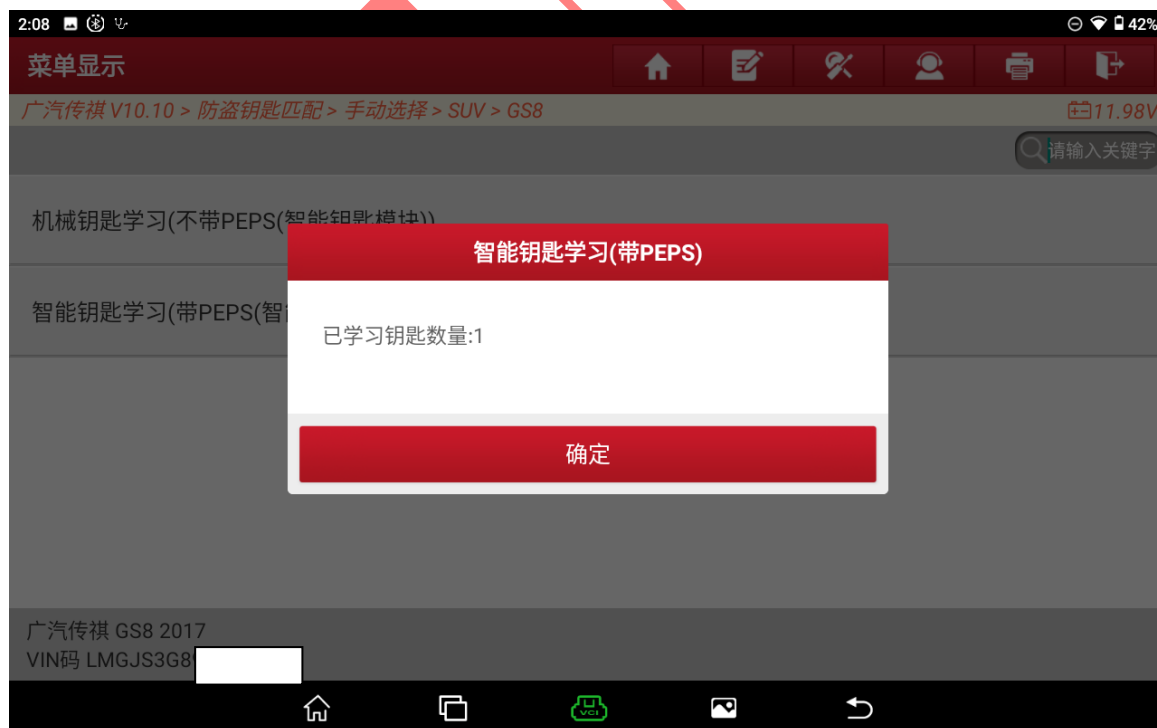 2:08
42%
菜单显示
广汽传祺 V10.10 > 防盗钥匙匹配 > 手动选择 > SUV > GS8
11.98V
请输入关键字
机械钥匙学习(不带PEPS(智能钥匙模块))
智能钥匙学习(带PEPS)
智能钥匙学习(带PEPS(智
已学习钥匙数量:1
确定
广汽传祺 GS8 2017
VIN码 LMGJS3G8
VCI